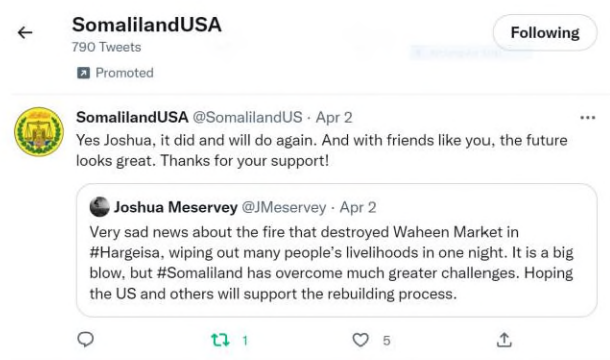 SomalilandUSA
790 Tweets
Following
Promoted
SomalilandUSA @SomalilandUS · Apr 2
Yes Joshua, it did and will do again. And with friends like you, the future
looks great. Thanks for your support!
Joshua Meservey @JMeservey · Apr 2
Very sad news about the fire that destroyed Waheen Market in
#Hargeisa, wiping out many people's livelihoods in one night. It is a big
blow, but #Somaliland has overcome much greater challenges. Hoping
the US and others will support the rebuilding process.
1
5